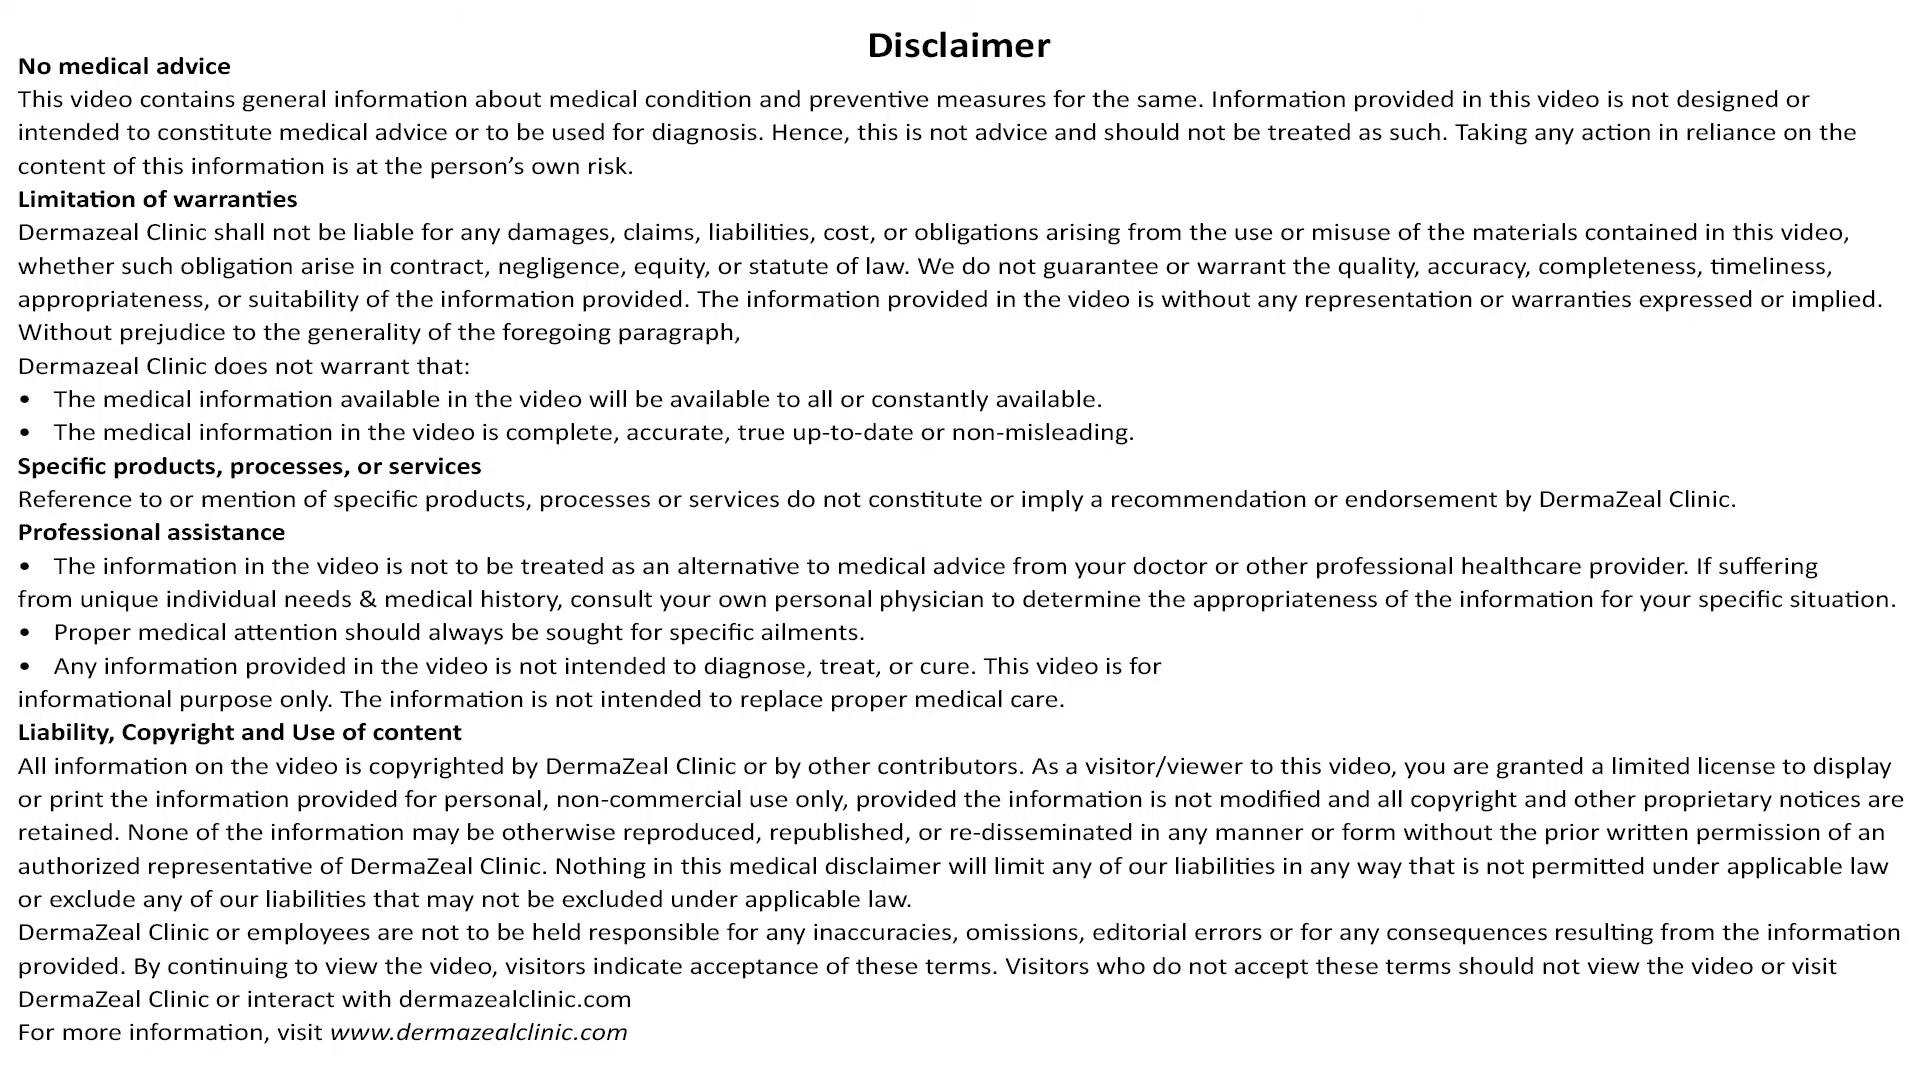 Disclaimer
No medical advice
This video contains general information about medical condition and preventive measures for the same. Information provided in this video is not designed or
intended to constitute medical advice or to be used for diagnosis. Hence, this is not advice and should not be treated as such. Taking any action in reliance on the
content of this information is at the person’s own risk.
Limitation of warranties
Dermazeal Clinic shall not be liable for any damages, claims, liabilities, cost, or obligations arising from the use or misuse of the materials contained in this video,
whether such obligation arise in contract, negligence, equity, or statute of law. We do not guarantee or warrant the quality, accuracy, completeness, timeliness,
appropriateness, or suitability of the information provided. The information provided in the video is without any representation or warranties expressed or implied.
Without prejudice to the generality of the foregoing paragraph,
Dermazeal Clinic does not warrant that:
• The medical information available in the video will be available to all or constantly available.
• The medical information in the video is complete, accurate, true up-to-date or non-misleading.
Specific products, processes, or services
Reference to or mention of specific products, processes or services do not constitute or imply a recommendation or endorsement by DermaZeal Clinic.
Professional assistance
• The information in the video is not to be treated as an alternative to medical advice from your doctor or other professional healthcare provider. If suffering
from unique individual needs & medical history, consult your own personal physician to determine the appropriateness of the information for your specific situation.
• Proper medical attention should always be sought for specific ailments.
• Any information provided in the video is not intended to diagnose, treat, or cure. This video is for
informational purpose only. The information is not intended to replace proper medical care.
Liability, Copyright and Use of content
All information on the video is copyrighted by DermaZeal Clinic or by other contributors. As a visitor/viewer to this video, you are granted a limited license to display
or print the information provided for personal, non-commercial use only, provided the information is not modified and all copyright and other proprietary notices are
retained. None of the information may be otherwise reproduced, republished, or re-disseminated in any manner or form without the prior written permission of an
authorized representative of DermaZeal Clinic. Nothing in this medical disclaimer will limit any of our liabilities in any way that is not permitted under applicable law
or exclude any of our liabilities that may not be excluded under applicable law.
DermaZeal Clinic or employees are not to be held responsible for any inaccuracies, omissions, editorial errors or for any consequences resulting from the information
provided. By continuing to view the video, visitors indicate acceptance of these terms. Visitors who do not accept these terms should not view the video or visit
DermaZeal Clinic or interact with dermazealclinic.com
For more information, visit www.dermazealclinic.com